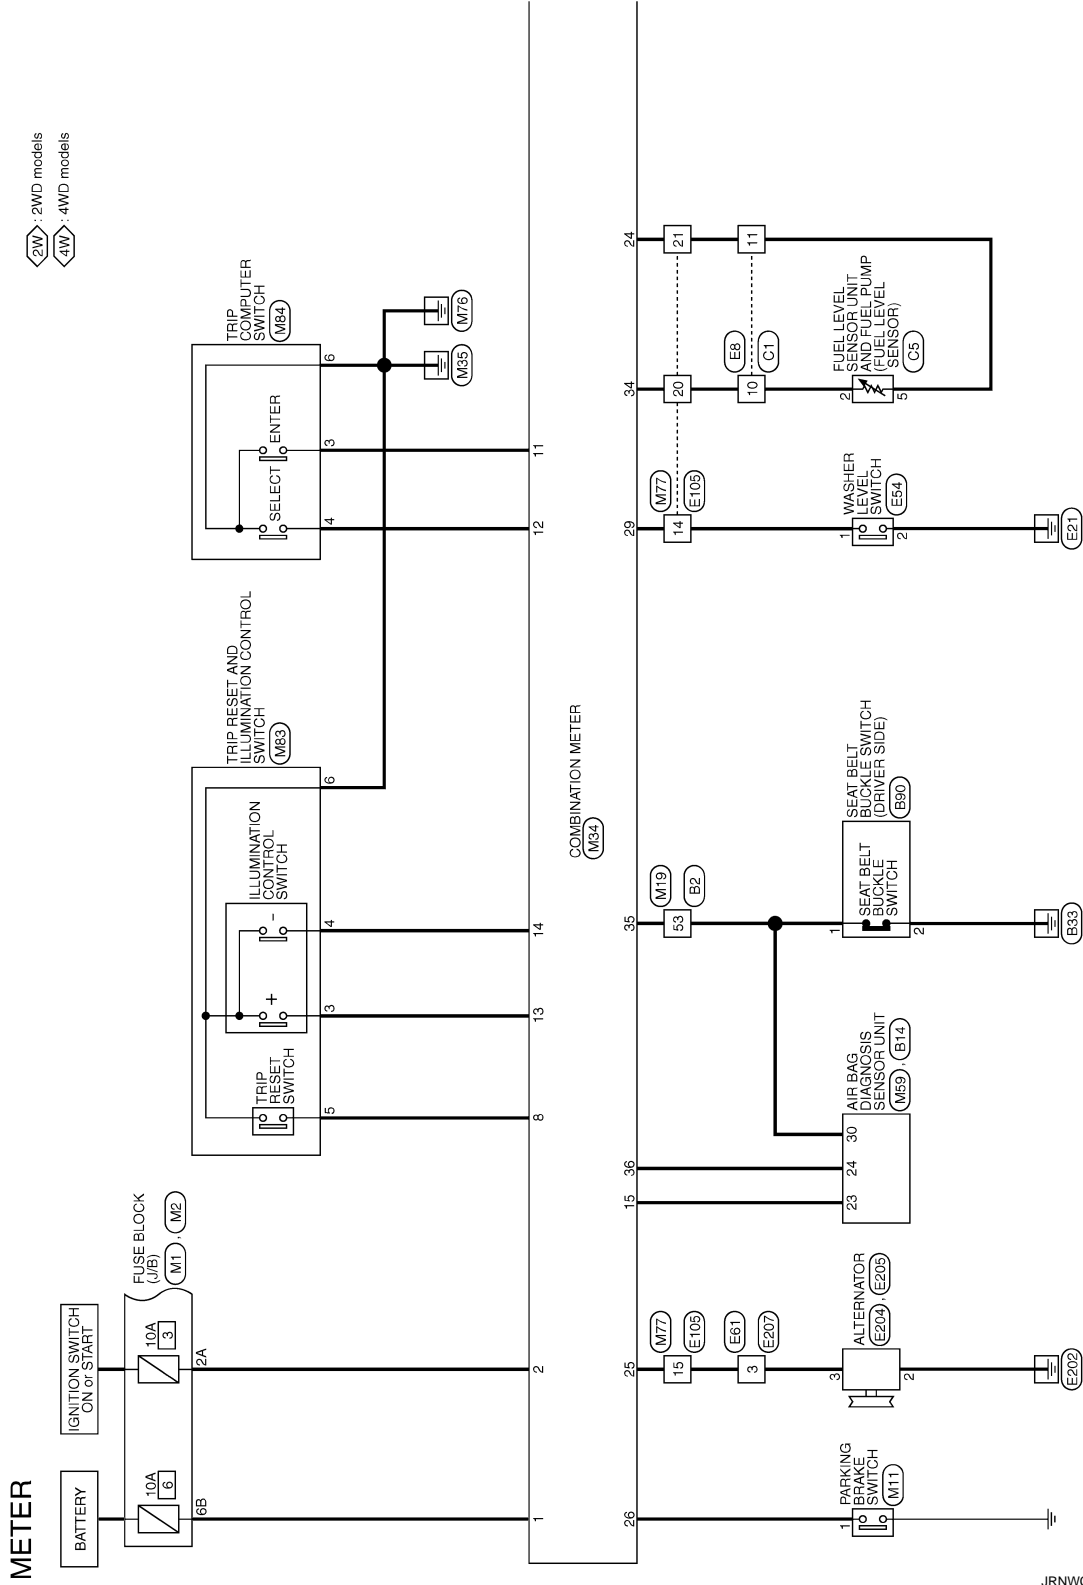 METER
2W : 2WD models
4W : 4WD models
BATTERY
IGNITION SWITCH
ON or START
FUSE BLOCK
(J/B)
M1 , M2
10A
6
10A
3
6B
2A
TRIP RESET AND
ILLUMINATION CONTROL
SWITCH
M83
TRIP
RESET
SWITCH
ILLUMINATION
CONTROL
SWITCH
+
-
5
3
4
6
TRIP
COMPUTER
SWITCH
M84
SELECT
ENTER
4
3
6
M35
M76
1
2
8
13
14
12
11
COMBINATION METER
M34
26
25
15
36
35
29
34
24
M77
E105
15
E61
E207
3
M19
B2
53
M77
E105
14
20
21
E8
C1
10
11
1
PARKING
BRAKE
SWITCH
M11
3
2
ALTERNATOR
E204 , E205
E202
23
24
30
AIR BAG
DIAGNOSIS
SENSOR UNIT
M59 , B14
1
2
SEAT BELT
BUCKLE
SWITCH
SEAT BELT
BUCKLE SWITCH
(DRIVER SIDE)
B90
B33
1
2
WASHER
LEVEL
SWITCH
E54
E21
2
5
FUEL LEVEL
SENSOR UNIT
AND FUEL PUMP
(FUEL LEVEL
SENSOR)
C5